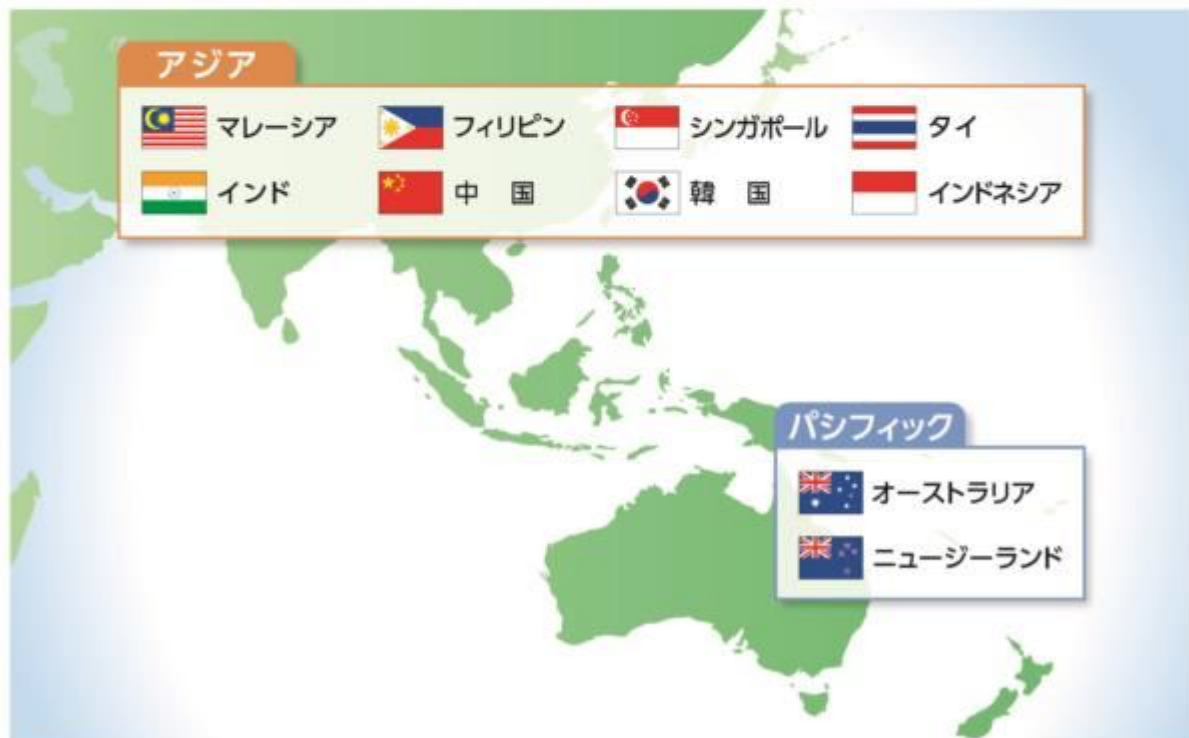 アジア
マレーシア フィリピン シンガポール タイ
インド 中 国 韓 国 インドネシア
パシフィック
オーストラリア
ニュージーランド